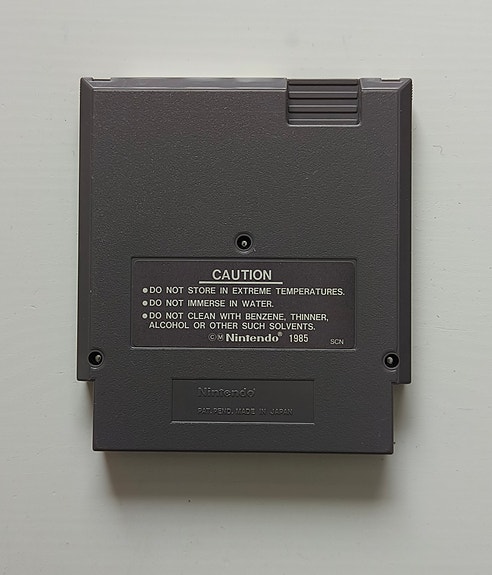 CAUTION
●DO NOT STORE IN EXTREME TEMPERATURES.
●DO NOT IMMERSE IN WATER.
●DO NOT CLEAN WITH BENZENE, THINNER,
ALCOHOL OR OTHER SUCH SOLVENTS.
©Ⓜ Nintendo® 1985 SCN
Nintendo®
PAT. PEND. MADE IN JAPAN